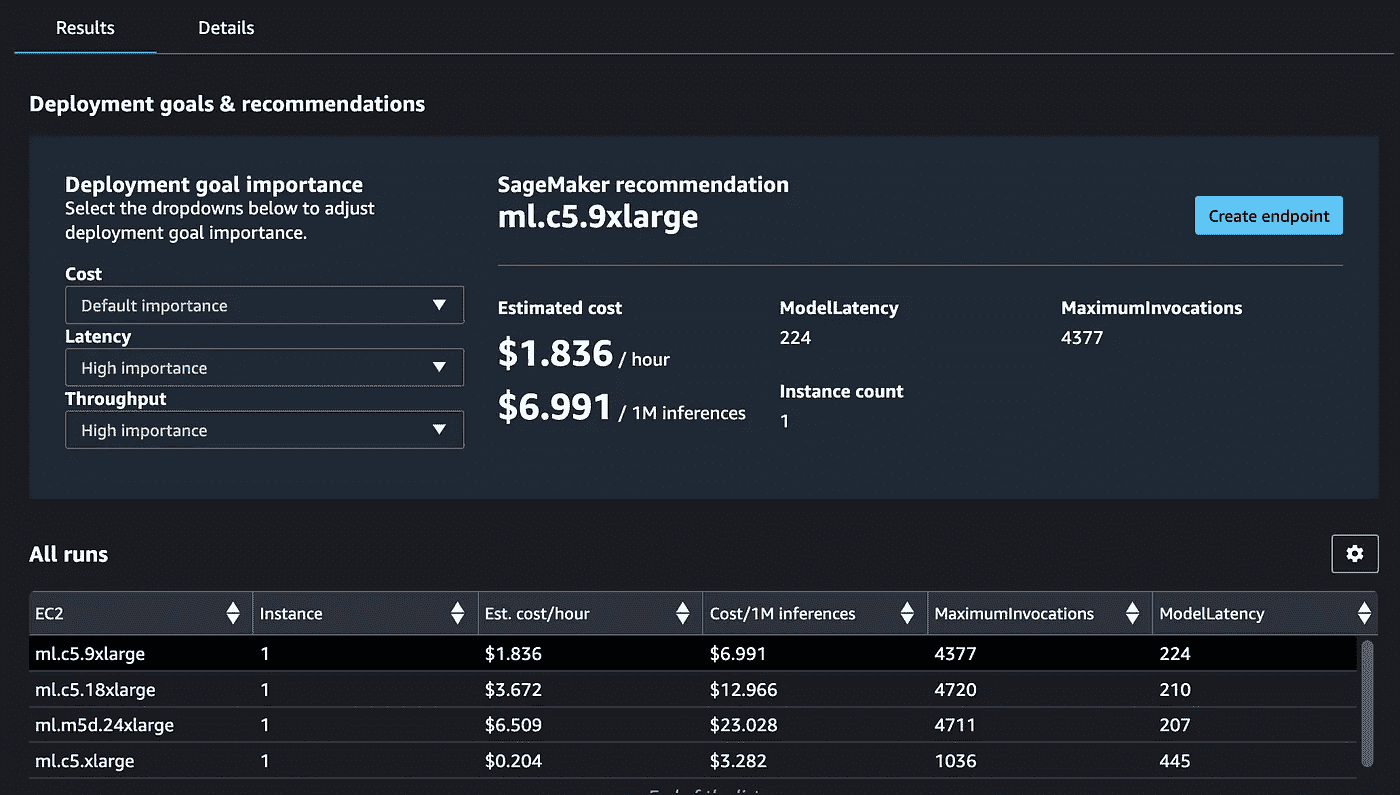 Results Details
Deployment goals & recommendations
Deployment goal importance
Select the dropdowns below to adjust
deployment goal importance.
Cost
Default importance
Latency
High importance
Throughput
High importance
SageMaker recommendation
ml.c5.9xlarge
Create endpoint
Estimated cost
$1.836 / hour
$6.991 / 1M inferences
ModelLatency
224
Instance count
1
MaximumInvocations
4377
All runs
EC2 Instance Est. cost/hour Cost/1M inferences MaximumInvocations ModelLatency
ml.c5.9xlarge 1 $1.836 $6.991 4377 224
ml.c5.18xlarge 1 $3.672 $12.966 4720 210
ml.m5d.24xlarge 1 $6.509 $23.028 4711 207
ml.c5.xlarge 1 $0.204 $3.282 1036 445